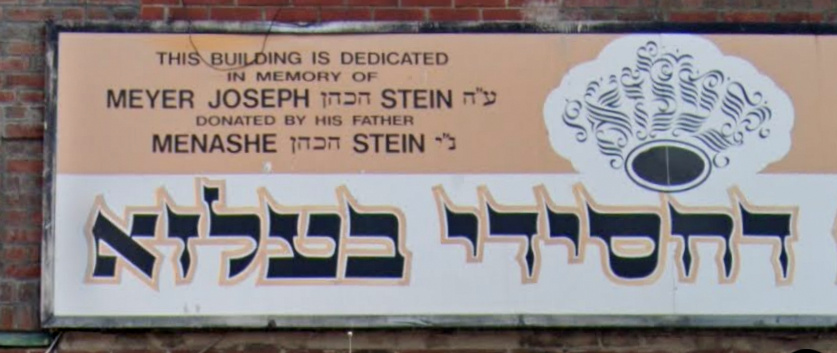 THIS BUILDING IS DEDICATED
IN MEMORY OF
MEYER JOSEPH הכהן STEIN ע"ה
DONATED BY HIS FATHER
MENASHE הכהן STEIN נ"י
דחסידי בעלזא